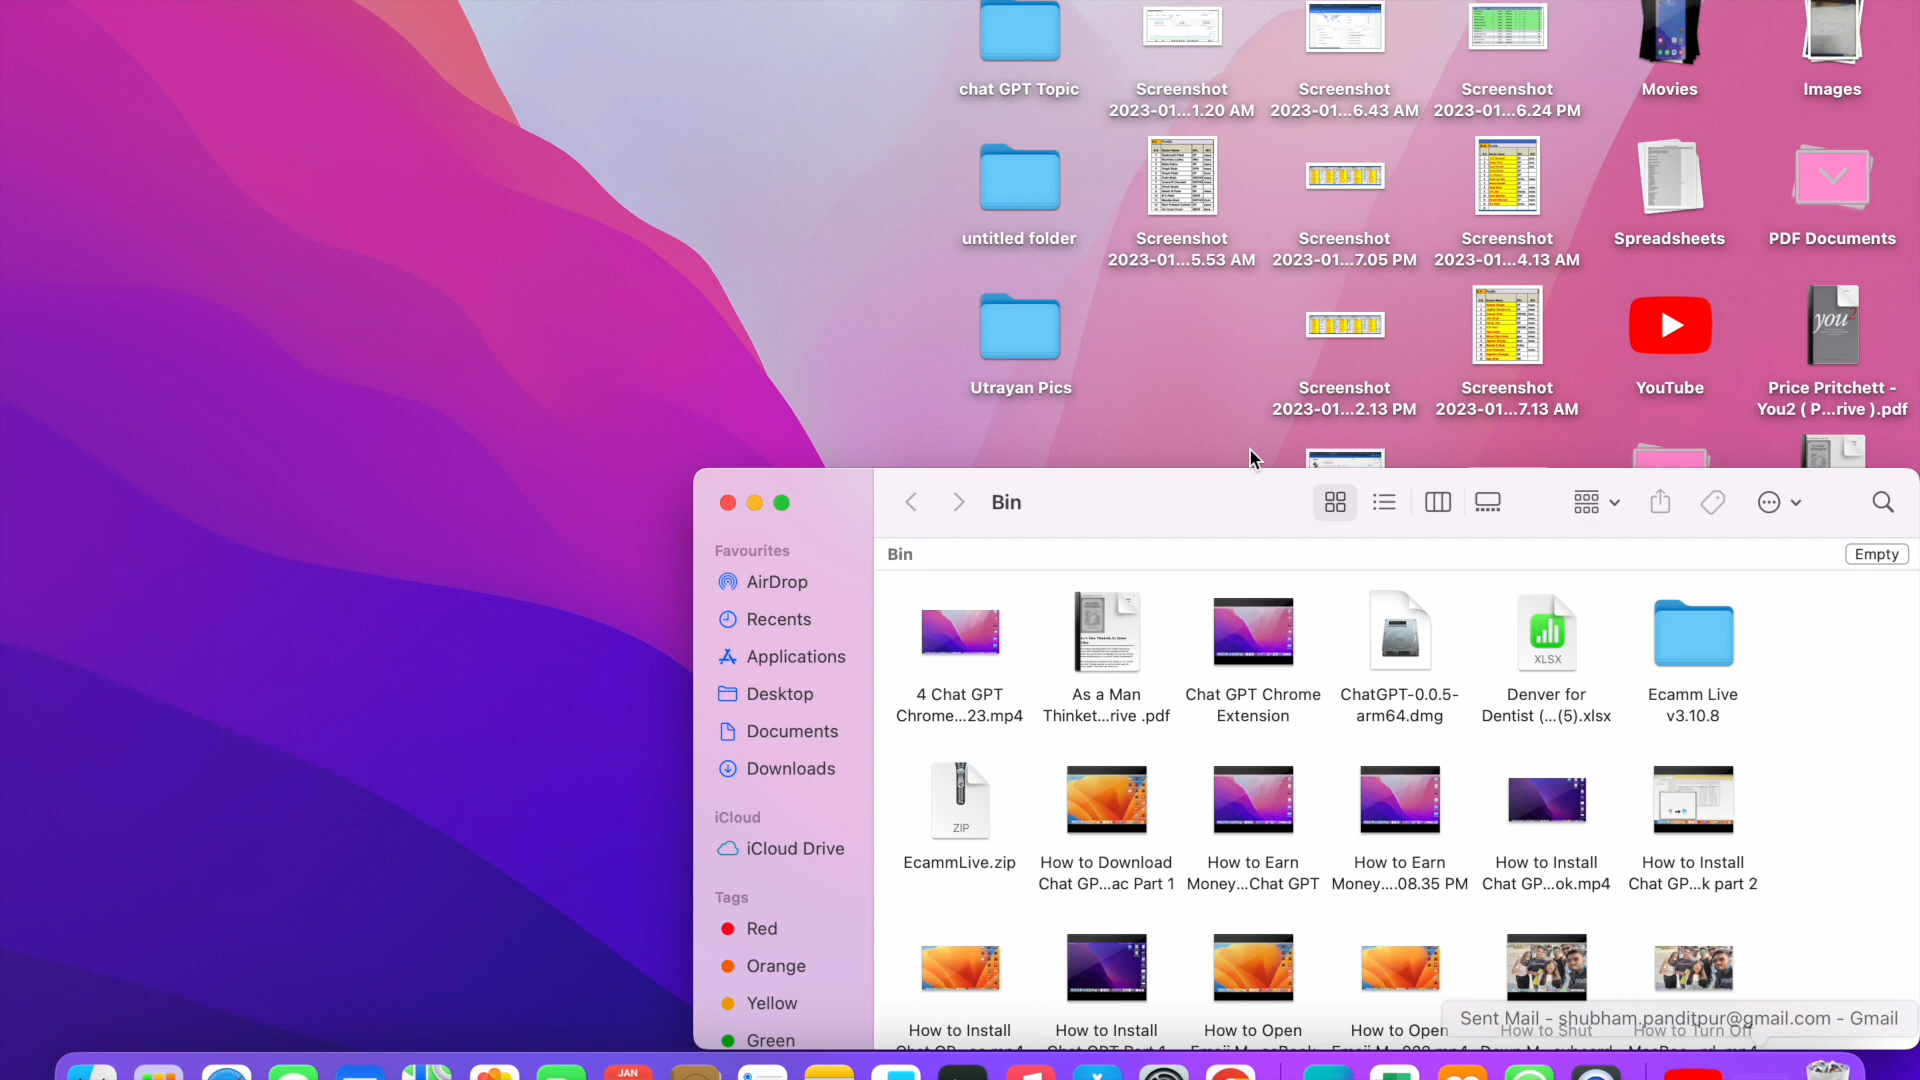 chat GPT Topic
Screenshot
2023-01...1.20 AM
Screenshot
2023-01...6.43 AM
Screenshot
2023-01...6.24 PM
Movies
Images
untitled folder
Screenshot
2023-01...5.53 AM
Screenshot
2023-01...7.05 PM
Screenshot
2023-01...4.13 AM
Spreadsheets
PDF Documents
Utrayan Pics
Screenshot
2023-01...2.13 PM
Screenshot
2023-01...7.13 AM
YouTube
you2
Price Pritchett -
You2 ( P...rive ).pdf
Bin
Favourites
AirDrop
Recents
Applications
Desktop
Documents
Downloads
iCloud
iCloud Drive
Tags
Red
Orange
Yellow
Green
Bin
Empty
4 Chat GPT
Chrome...23.mp4
As a Man
Thinket...rive .pdf
Chat GPT Chrome
Extension
ChatGPT-0.0.5-
arm64.dmg
XLSX
Denver for
Dentist (...(5).xlsx
Ecamm Live
v3.10.8
ZIP
EcammLive.zip
How to Download
Chat GP...ac Part 1
How to Earn
Money...Chat GPT
How to Earn
Money....08.35 PM
How to Install
Chat GP...ok.mp4
How to Install
Chat GP...k part 2
How to Install
How to Install
How to Open
How to Open
How to Shut
How to Turn Off
Sent Mail - shubham.panditpur@gmail.com - Gmail
JAN